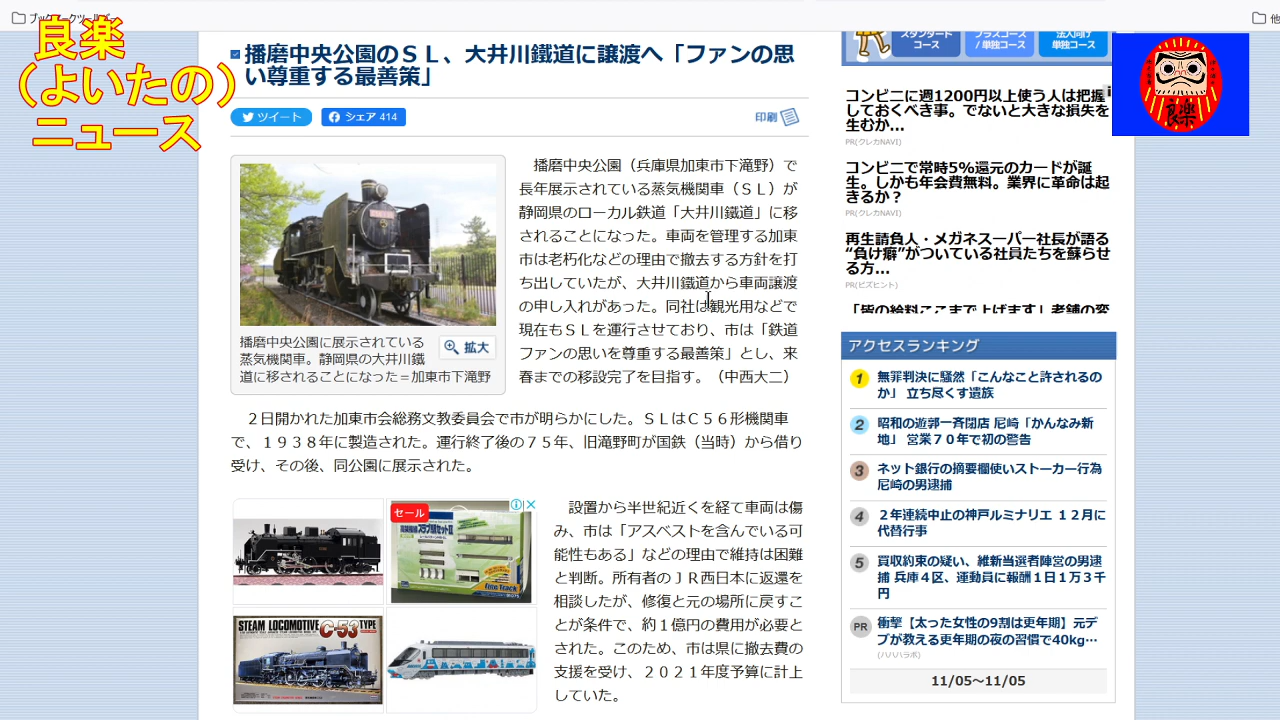 良楽
（よいたの）
ニュース
播磨中央公園のＳＬ、大井川鐵道に譲渡へ「ファンの思
い尊重する最善策」
ツイート
シェア 414
印刷
播磨中央公園（兵庫県加東市下滝野）で
長年展示されている蒸気機関車（ＳＬ）が
静岡県のローカル鉄道「大井川鐵道」に移
されることになった。車両を管理する加東
市は老朽化などの理由で撤去する方針を打
ち出していたが、大井川鐵道から車両譲渡
の申し入れがあった。同社は観光用などで
現在もＳＬを運行させており、市は「鉄道
ファンの思いを尊重する最善策」とし、来
春までの移設完了を目指す。（中西大二）
播磨中央公園に展示されている
蒸気機関車。静岡県の大井川鐵
道に移されることになった＝加東市下滝野
拡大
２日開かれた加東市会総務文教委員会で市が明らかにした。ＳＬはＣ５６形機関車
で、１９３８年に製造された。運行終了後の７５年、旧滝野町が国鉄（当時）から借り
受け、その後、同公園に展示された。
セール
STEAM LOCOMOTIVE C-53 TYPE
設置から半世紀近くを経て車両は傷
み、市は「アスベストを含んでいる可
能性もある」などの理由で維持は困難
と判断。所有者のＪＲ西日本に返還を
相談したが、修復と元の場所に戻すこ
とが条件で、約１億円の費用が必要と
された。このため、市は県に撤去費の
支援を受け、２０２１年度予算に計上
していた。
スタンダード
コース
プラスコース
/ 単独コース
法人向け
単独コース
良楽
コンビニに週1200円以上使う人は把握
しておくべき事。でないと大きな損失を
生むか…
PR(クレカNAVI)
コンビニで常時5%還元のカードが誕
生。しかも年会費無料。業界に革命は起
きるか？
PR(クレカNAVI)
再生請負人・メガネスーパー社長が語る
“負け癖”がついている社員たちを蘇らせ
る方…
PR(ビズヒント)
「皆の給料ここまで上げます」老舗の変
アクセスランキング
1 無罪判決に騒然「こんなこと許されるの
か」 立ち尽くす遺族
2 昭和の遊郭一斉閉店 尼崎「かんなみ新
地」 営業７０年で初の警告
3 ネット銀行の摘要欄使いストーカー行為
尼崎の男逮捕
4 ２年連続中止の神戸ルミナリエ １２月に
代替行事
5 買収約束の疑い、維新当選者陣営の男逮
捕 兵庫４区、運動員に報酬１日１万３千
円
PR 衝撃【太った女性の9割は更年期】元デ
ブが教える更年期の夜の習慣で40kg…
(ハハハラボ)
11/05～11/05